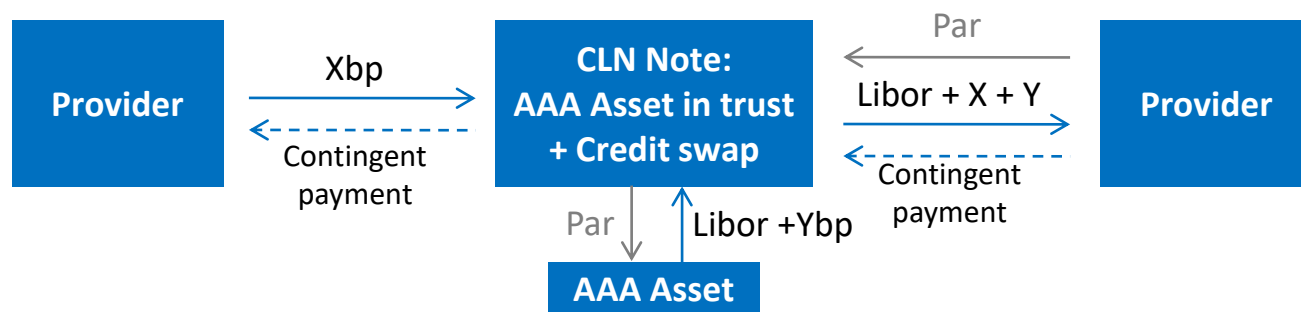 Provider
Xbp
Contingent
payment
CLN Note:
AAA Asset in trust
+ Credit swap
Par
Libor + X + Y
Contingent
payment
Provider
Par
Libor +Ybp
AAA Asset